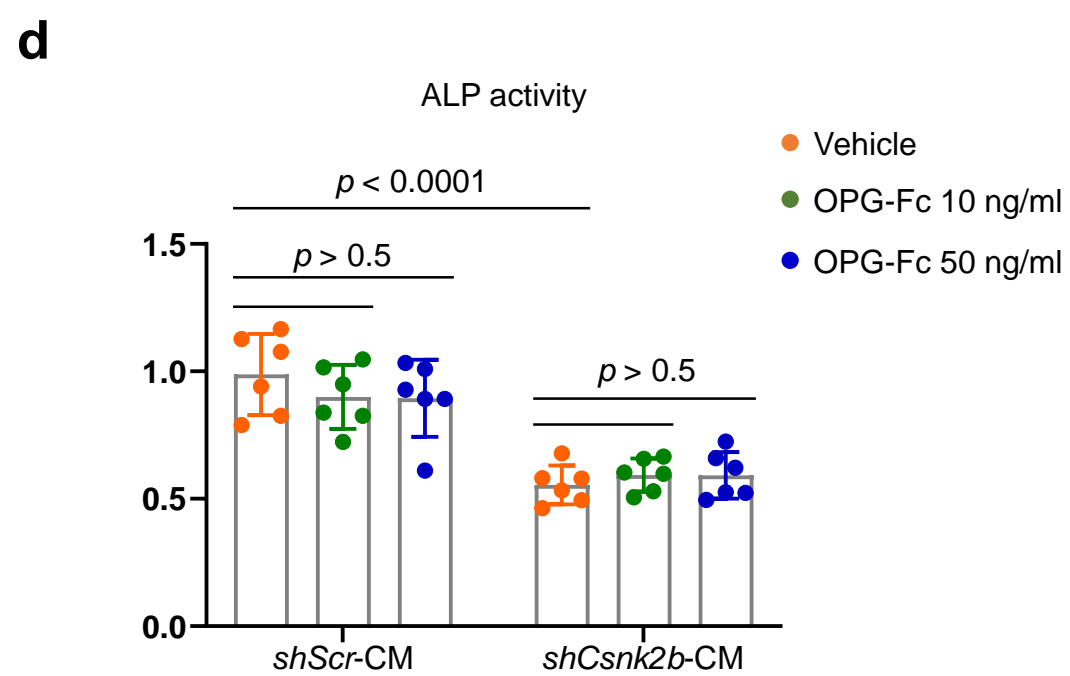 d
ALP activity
Vehicle
OPG-Fc 10 ng/ml
OPG-Fc 50 ng/ml
p < 0.0001
p > 0.5
p > 0.5
1.5
1.0
0.5
0.0
shScr-CM
shCsnk2b-CM